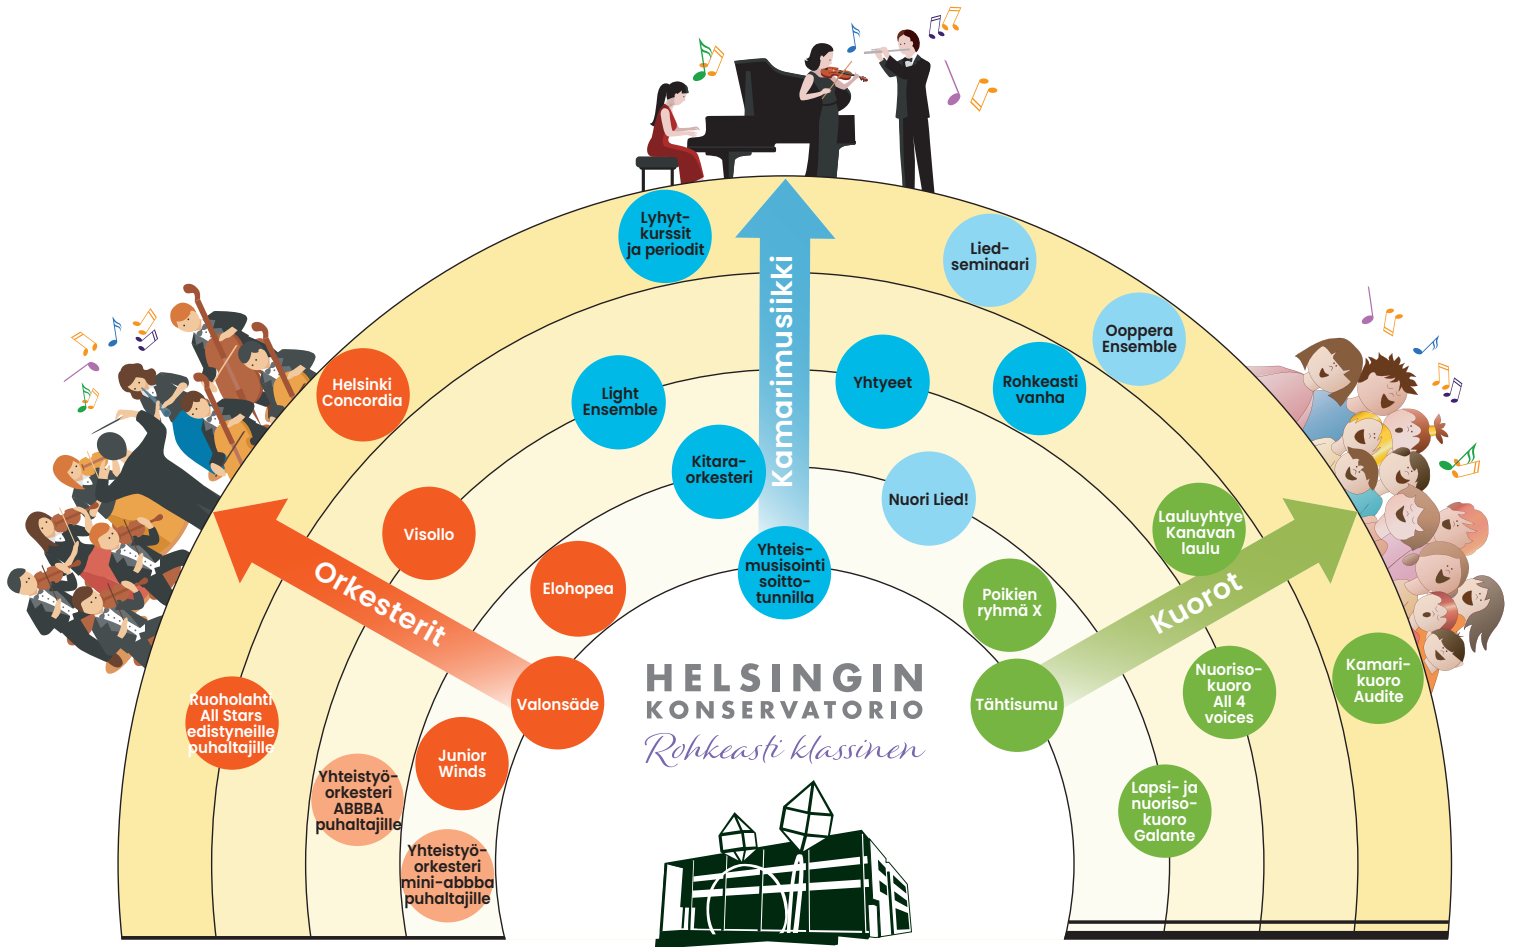 Lyhyt-
kurssit
ja periodit
Lied-
seminaari
Ooppera
Ensemble
Kamarimusiikki
Helsinki
Concordia
Light
Ensemble
Yhtyeet
Rohkeasti
vanha
Kitara-
orkesteri
Nuori Lied!
Visollo
Lauluyhtye
Kanavan
laulu
Orkesterit
Elohopea
Yhteis-
musisointi
soitto-
tunnilla
Poikien
ryhmä X
Kuorot
Valonsäde
HELSINGIN
KONSERVATORIO
Rohkeasti klassinen
Tähtisumu
Nuoriso-
kuoro
All 4
voices
Kamari-
kuoro
Audite
Ruoholahti
All Stars
edistyneille
puhaltajille
Junior
Winds
Yhteistyö-
orkesteri
ABBBA
puhaltajille
Lapsi- ja
nuoriso-
kuoro
Galante
Yhteistyö-
orkesteri
mini-abbba
puhaltajille